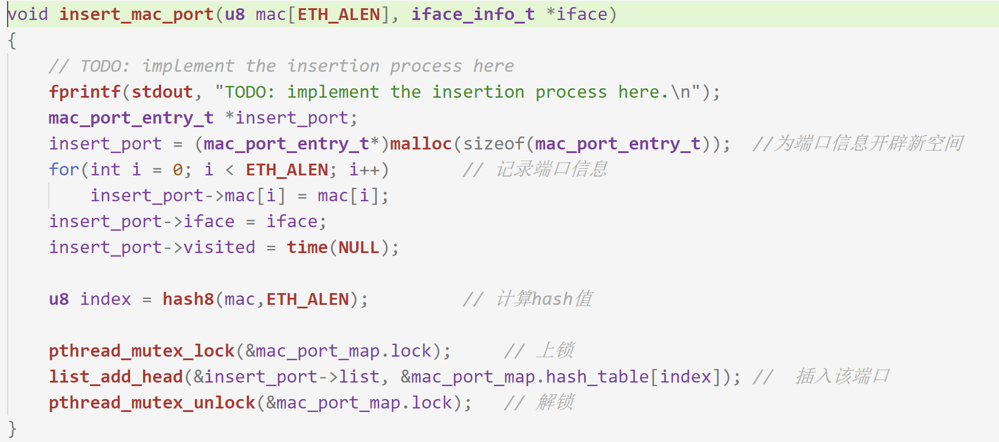 void insert_mac_port(u8 mac[ETH_ALEN], iface_info_t *iface)
{
    // TODO: implement the insertion process here
    fprintf(stdout, "TODO: implement the insertion process here.\n");
    mac_port_entry_t *insert_port;
    insert_port = (mac_port_entry_t*)malloc(sizeof(mac_port_entry_t));  //为端口信息开辟新空间
    for(int i = 0; i < ETH_ALEN; i++)       // 记录端口信息
        insert_port->mac[i] = mac[i];
    insert_port->iface = iface;
    insert_port->visited = time(NULL);
    u8 index = hash8(mac,ETH_ALEN);         // 计算hash值
    pthread_mutex_lock(&mac_port_map.lock);     // 上锁
    list_add_head(&insert_port->list, &mac_port_map.hash_table[index]); //  插入该端口
    pthread_mutex_unlock(&mac_port_map.lock);   // 解锁
}